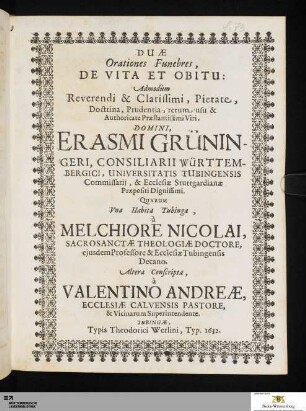 DUÆ
Orationes Funebres,
DE VITA ET OBITU:
Admodum
Reverendi & Clarissimi, Pietate,
Doctrina, Prudentia, rerum usu &
Authoritate Præstantissimi Viri,
DOMINI,
ERASMI GRÜNIN-
GERI, CONSILIARII WÜRTTEM-
BERGICI, UNIVERSITATIS TUBINGENSIS
Commissarii, & Ecclesiæ Stutgardianæ
Præpositi Dignissimi.
QUARUM
Una Habita Tubingæ,
à
MELCHIORE NICOLAI,
SACROSANCTÆ THEOLOGIÆ DOCTORE,
ejusdem Professore & Ecclesiæ Tubingensis
Decano.
Altera Conscripta,
à
VALENTINO ANDREÆ,
ECCLESIÆ CALVENSIS PASTORE,
& Vicinarum Superintendente.
TUBINGÆ,
Typis Theodorici Werlini, Typ. 1632.